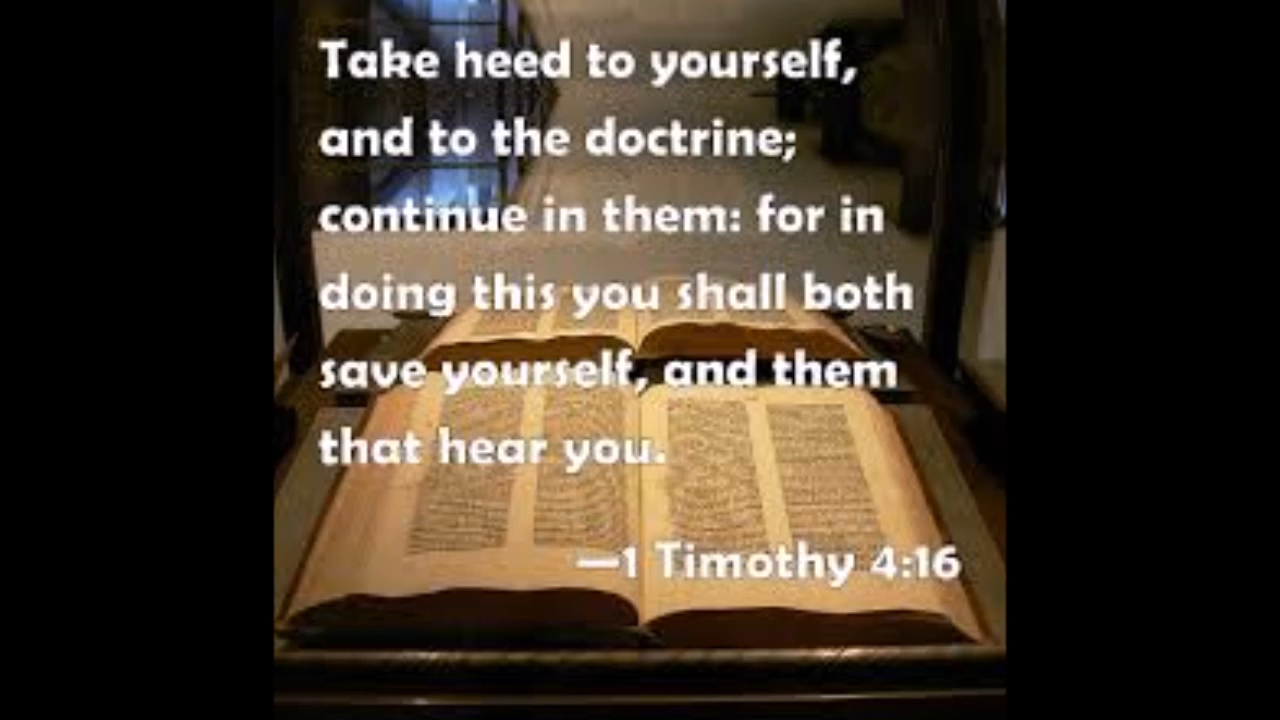 Take heed to yourself,
and to the doctrine;
continue in them: for in
doing this you shall both
save yourself, and them
that hear you.
—1 Timothy 4:16